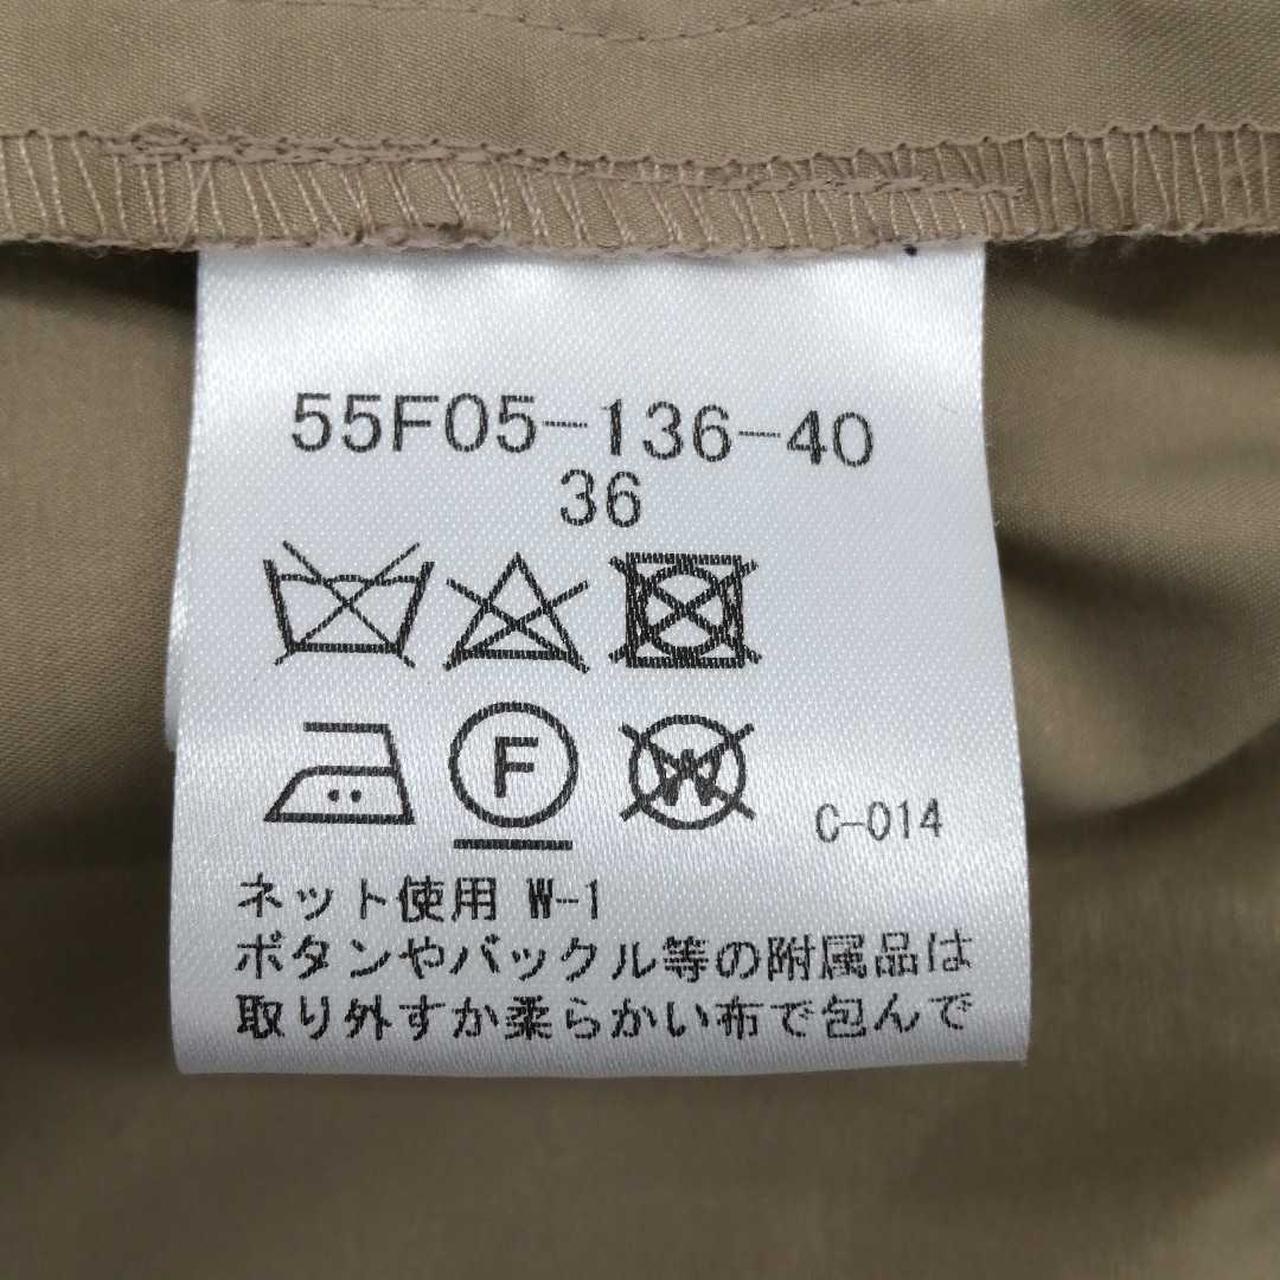 55F05-136-40
36
F
W
C-014
ネット使用 W-1
ボタンやバックル等の附属品は
取り外すか柔らかい布で包んで